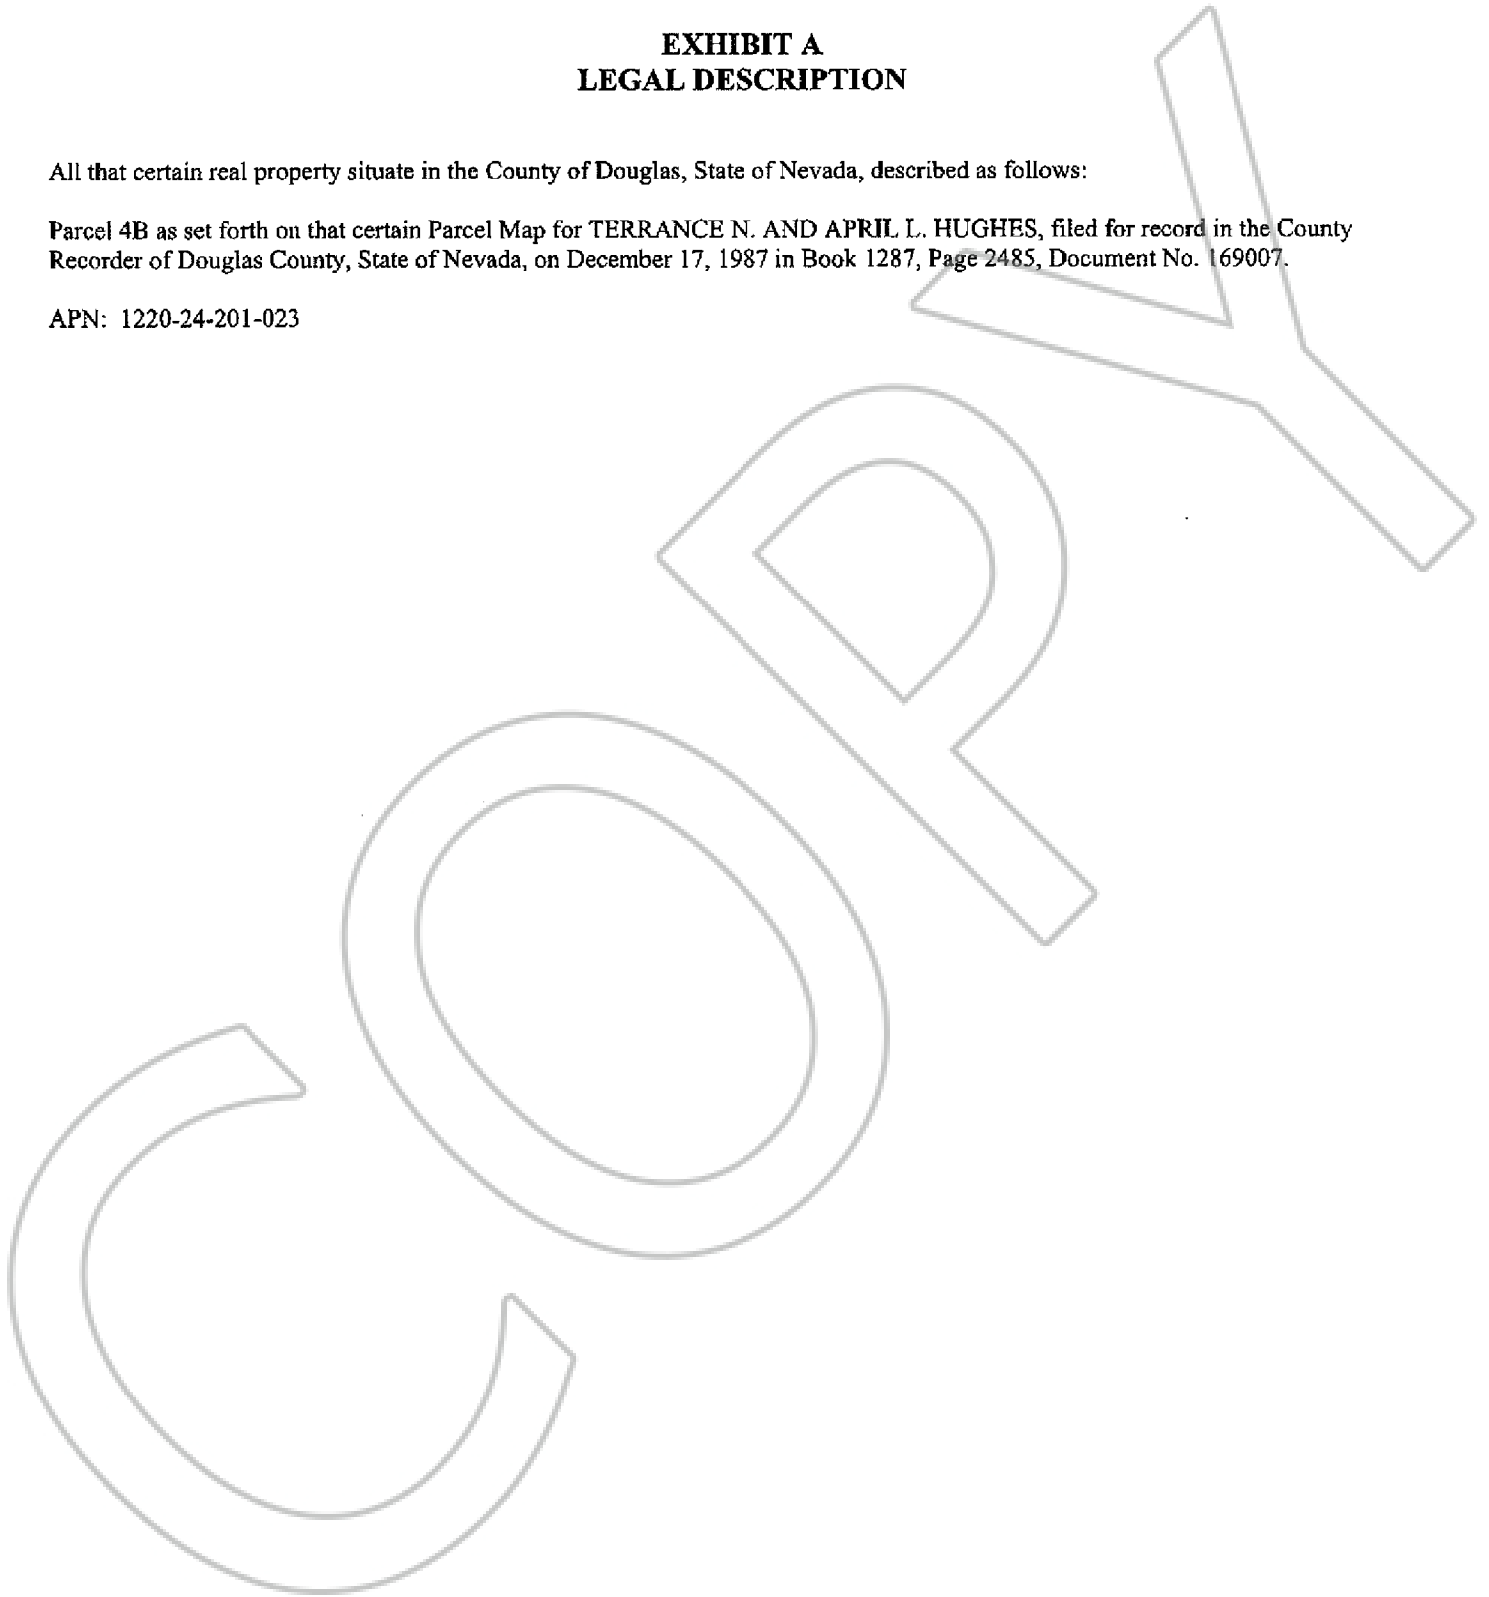 EXHIBIT A
LEGAL DESCRIPTION
All that certain real property situate in the County of Douglas, State of Nevada, described as follows:
Parcel 4B as set forth on that certain Parcel Map for TERRANCE N. AND APRIL L. HUGHES, filed for record in the County
Recorder of Douglas County, State of Nevada, on December 17, 1987 in Book 1287, Page 2485, Document No. 169007.
APN: 1220-24-201-023
COPY